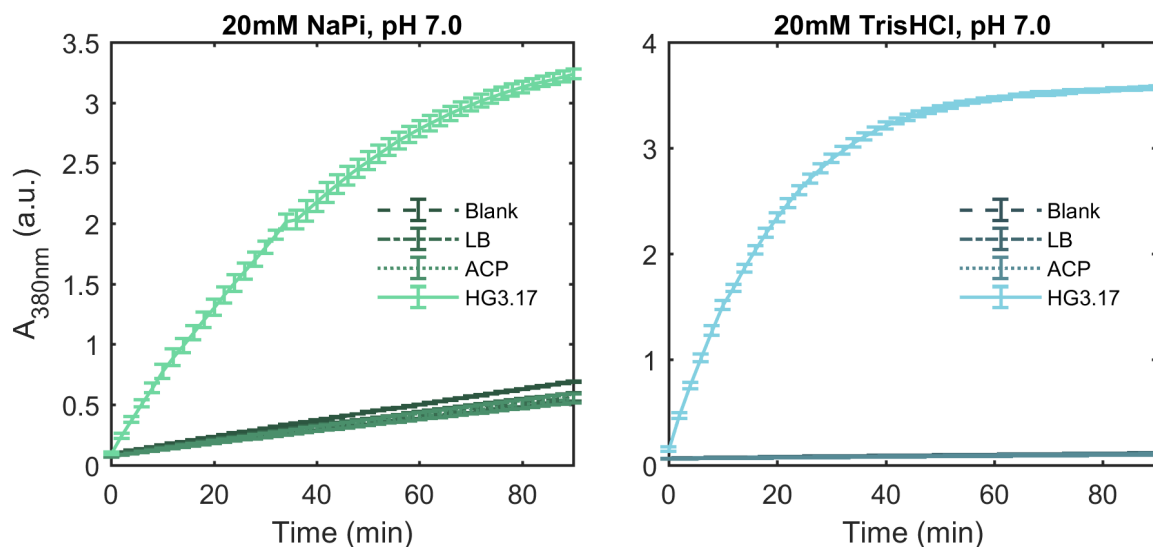 20mM NaPi, pH 7.0
A380nm (a.u.)
3.5
3
2.5
2
1.5
1
0.5
0
0 20 40 60 80
Time (min)
Blank
LB
ACP
HG3.17
20mM TrisHCl, pH 7.0
4
3
2
1
0
0 20 40 60 80
Time (min)
Blank
LB
ACP
HG3.17